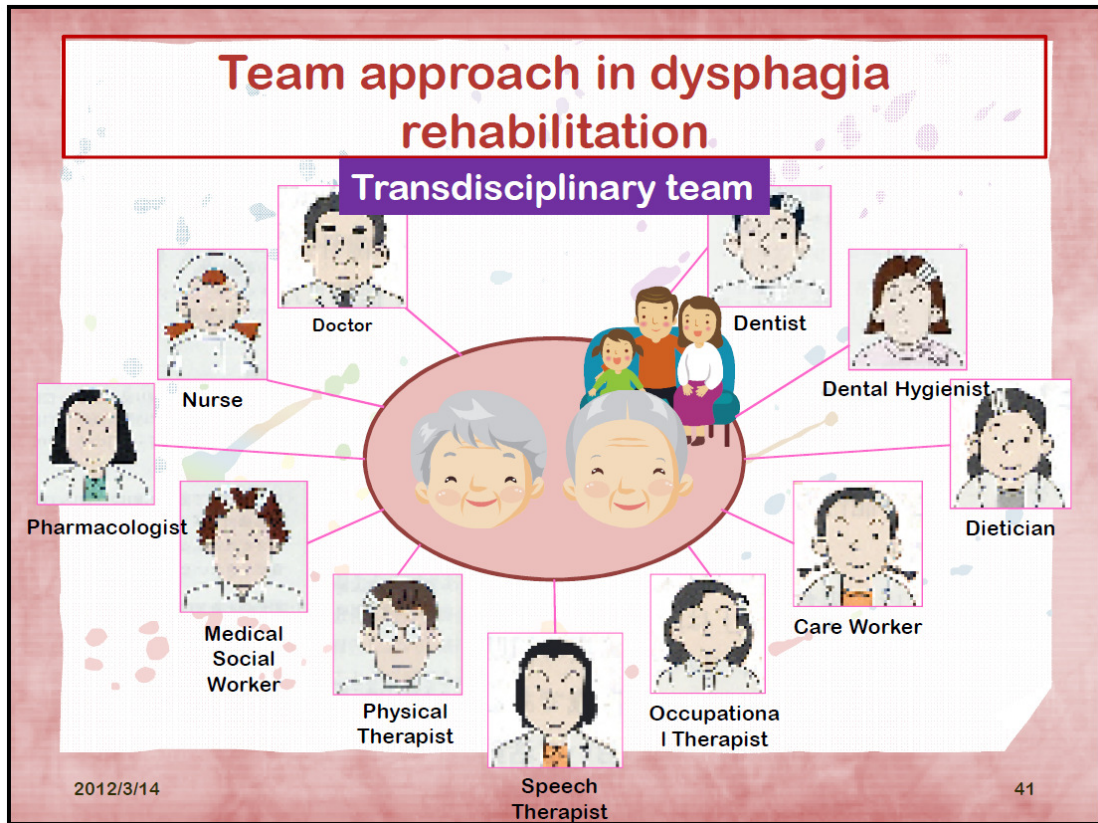 Team approach in dysphagia
rehabilitation
Transdisciplinary team
Doctor
Dentist
Nurse
Dental Hygienist
Pharmacologist
Dietician
Medical
Social
Worker
Care Worker
Physical
Therapist
Occupationa
l Therapist
Speech
Therapist
2012/3/14
41